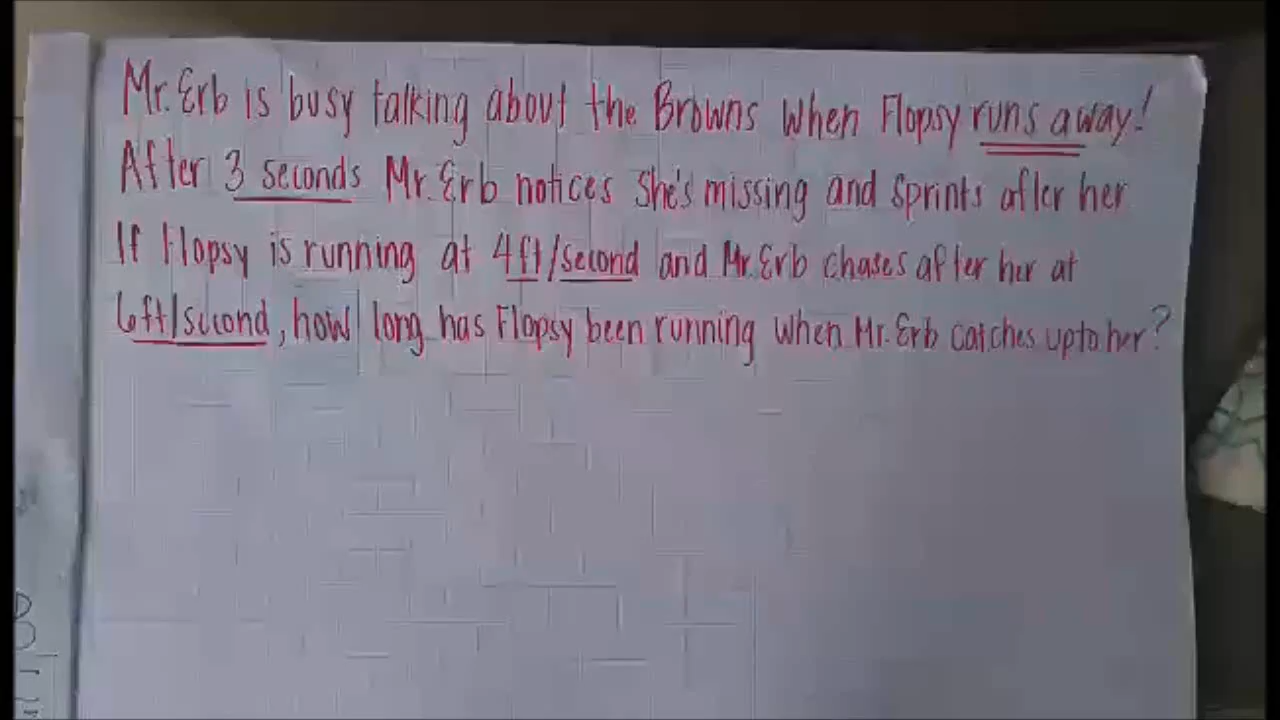 Mr. Erb is busy talking about the Browns when Flopsy runs away!
After 3 seconds Mr. Erb notices She's missing and sprints after her
If Flopsy is running at 4ft/second and Mr. Erb chases after her at
6ft/second, how long has Flopsy been running when Mr. Erb catches up to her?